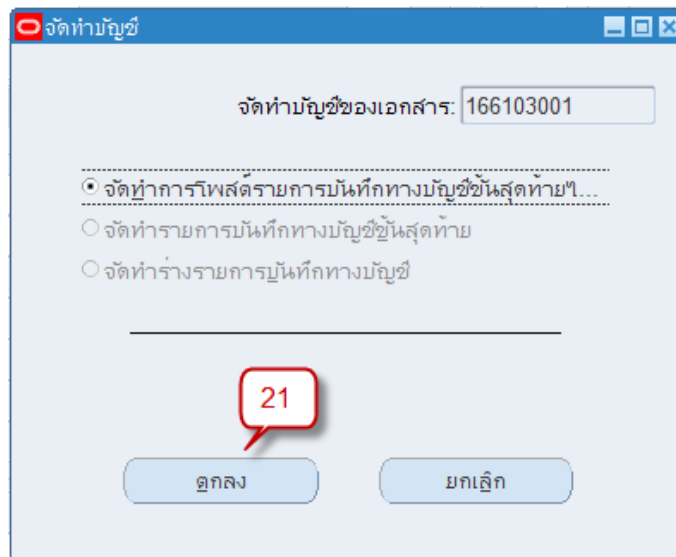 จัดทำบัญชี
จัดทำบัญชีของเอกสาร: 166103001
จัดทำการโพสต์รายการบันทึกทางบัญชีขั้นสุดท้ายใ...
จัดทำรายการบันทึกทางบัญชีขั้นสุดท้าย
จัดทำร่างรายการบันทึกทางบัญชี
21
ตกลง
ยกเลิก